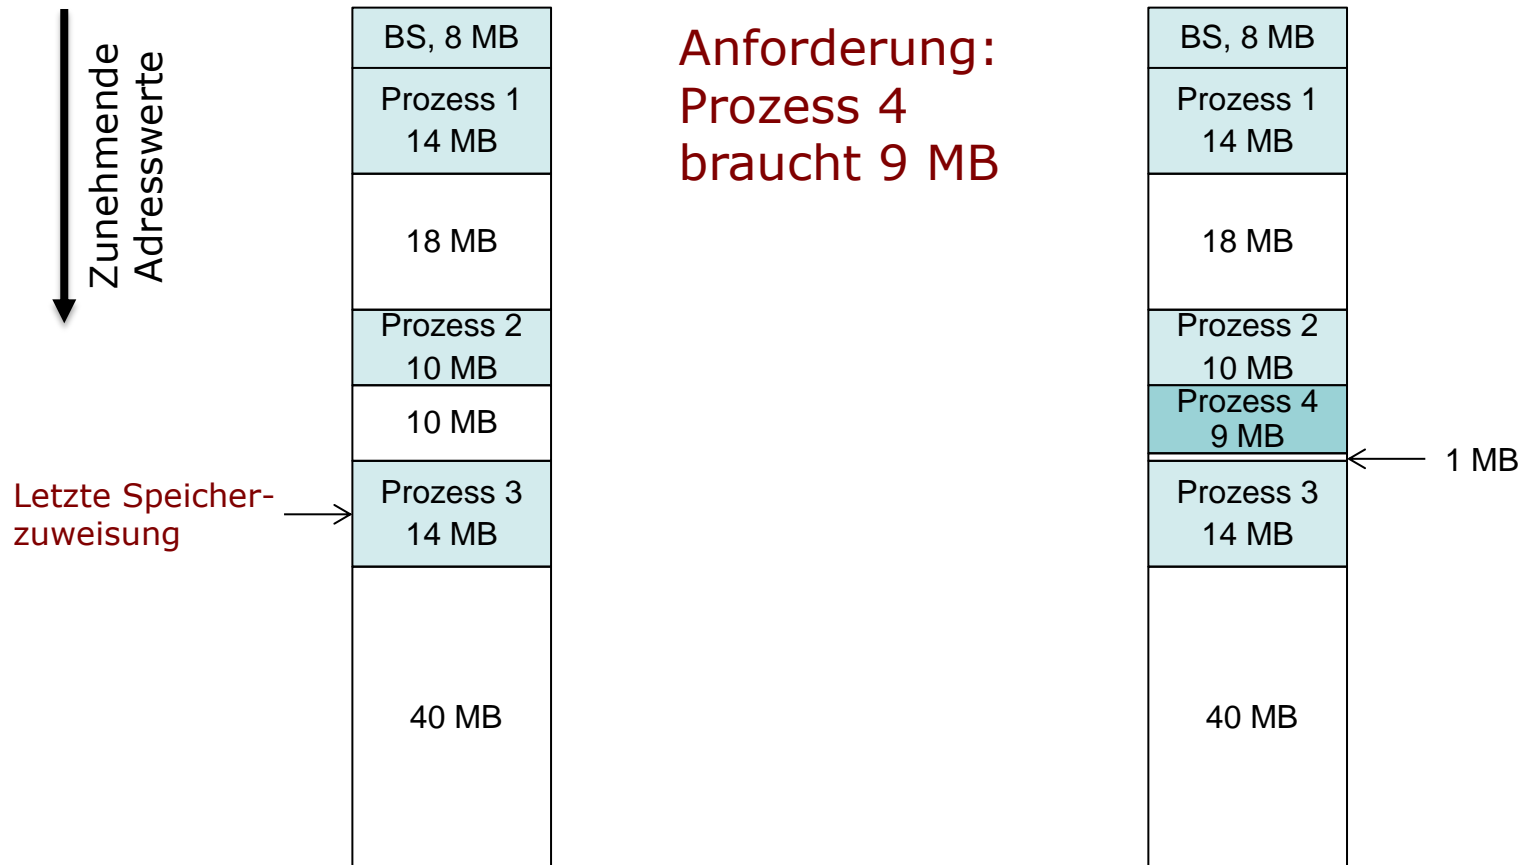 Zunehmende
Adresswerte
BS, 8 MB
Prozess 1
14 MB
18 MB
Prozess 2
10 MB
10 MB
Prozess 3
14 MB
40 MB
Letzte Speicher-
zuweisung
Anforderung:
Prozess 4
braucht 9 MB
BS, 8 MB
Prozess 1
14 MB
18 MB
Prozess 2
10 MB
Prozess 4
9 MB
1 MB
Prozess 3
14 MB
40 MB